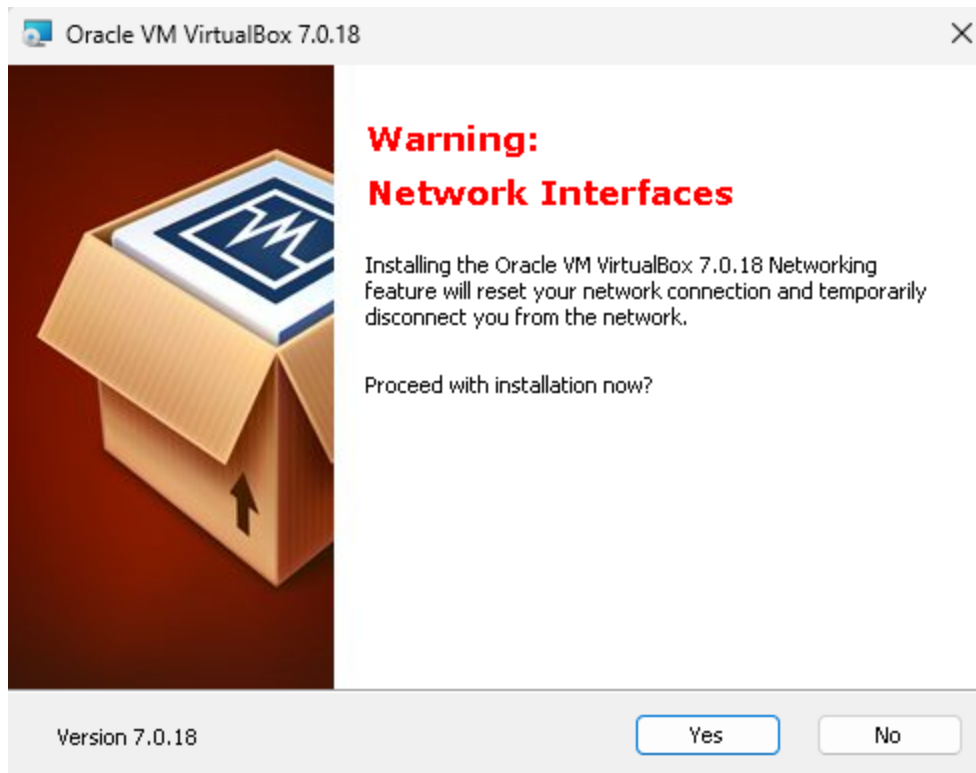 Oracle VM VirtualBox 7.0.18
Warning:
Network Interfaces
Installing the Oracle VM VirtualBox 7.0.18 Networking
feature will reset your network connection and temporarily
disconnect you from the network.
Proceed with installation now?
Version 7.0.18
Yes
No